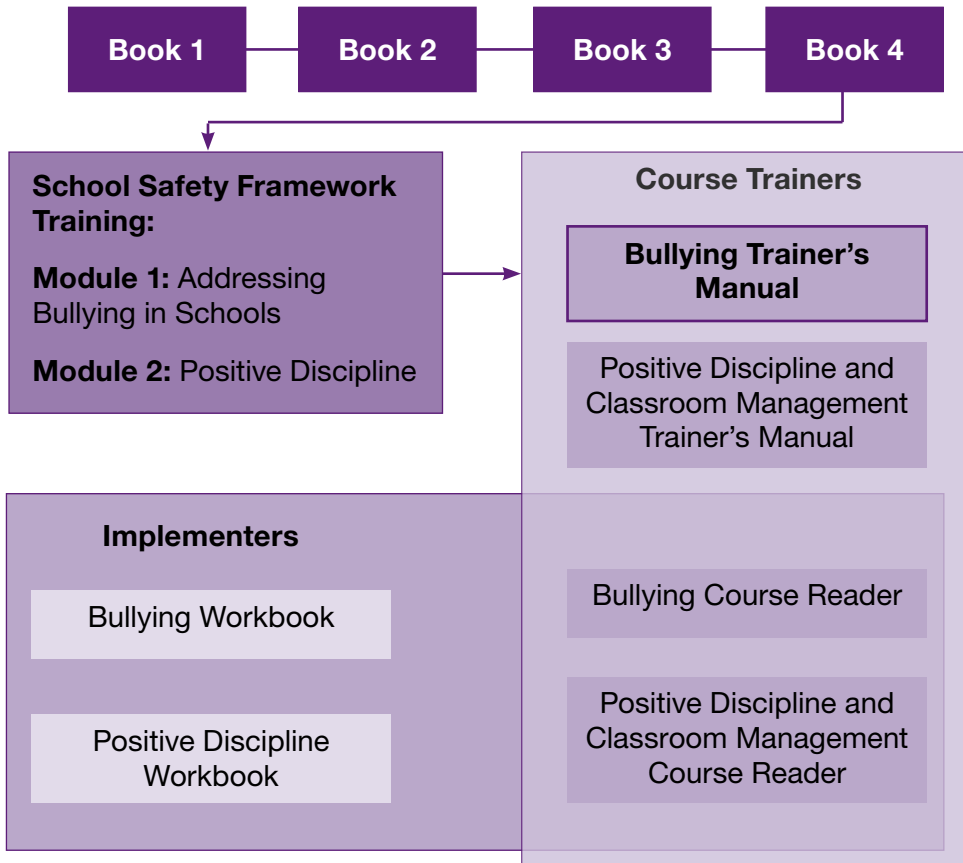 Book 1
Book 2
Book 3
Book 4
School Safety Framework
Training:
Module 1: Addressing
Bullying in Schools
Module 2: Positive Discipline
Course Trainers
Bullying Trainer’s
Manual
Positive Discipline and
Classroom Management
Trainer’s Manual
Implementers
Bullying Workbook
Positive Discipline
Workbook
Bullying Course Reader
Positive Discipline and
Classroom Management
Course Reader